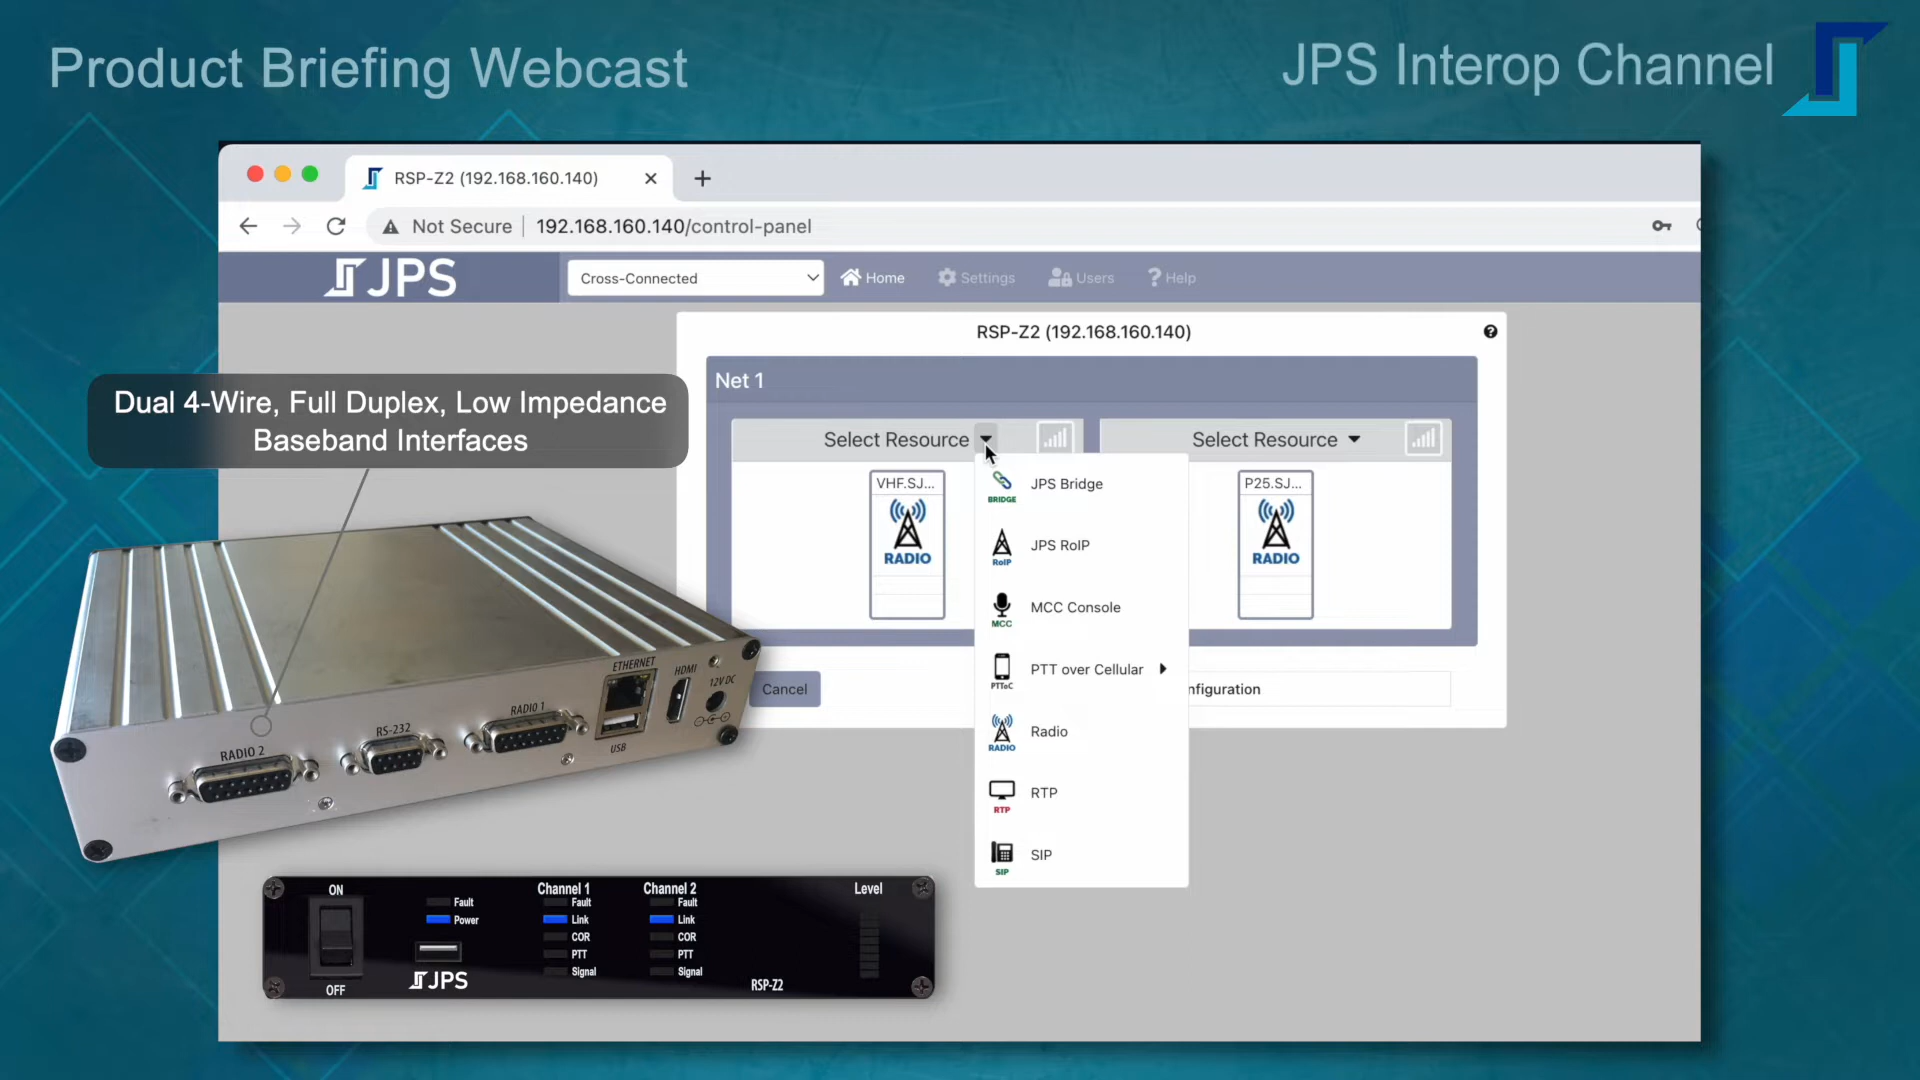 Product Briefing Webcast
JPS Interop Channel
RSP-Z2 (192.168.160.140)
Not Secure
192.168.160.140/control-panel
JPS
Cross-Connected
Home
Settings
Users
? Help
RSP-Z2 (192.168.160.140)
Net 1
Dual 4-Wire, Full Duplex, Low Impedance
Baseband Interfaces
Select Resource
Select Resource
VHF.SJ...
RADIO
P25.SJ...
RADIO
BRIDGE
JPS Bridge
RoIP
JPS RoIP
MCC
MCC Console
PTToC
PTT over Cellular
RADIO
Radio
RTP
RTP
SIP
SIP
Cancel
nfiguration
ETHERNET
HDMI
12V DC
RADIO 1
RS-232
RADIO 2
USB
ON
OFF
Fault
Power
JPS
Channel 1
Fault
Link
COR
PTT
Signal
Channel 2
Fault
Link
COR
PTT
Signal
Level
RSP-Z2